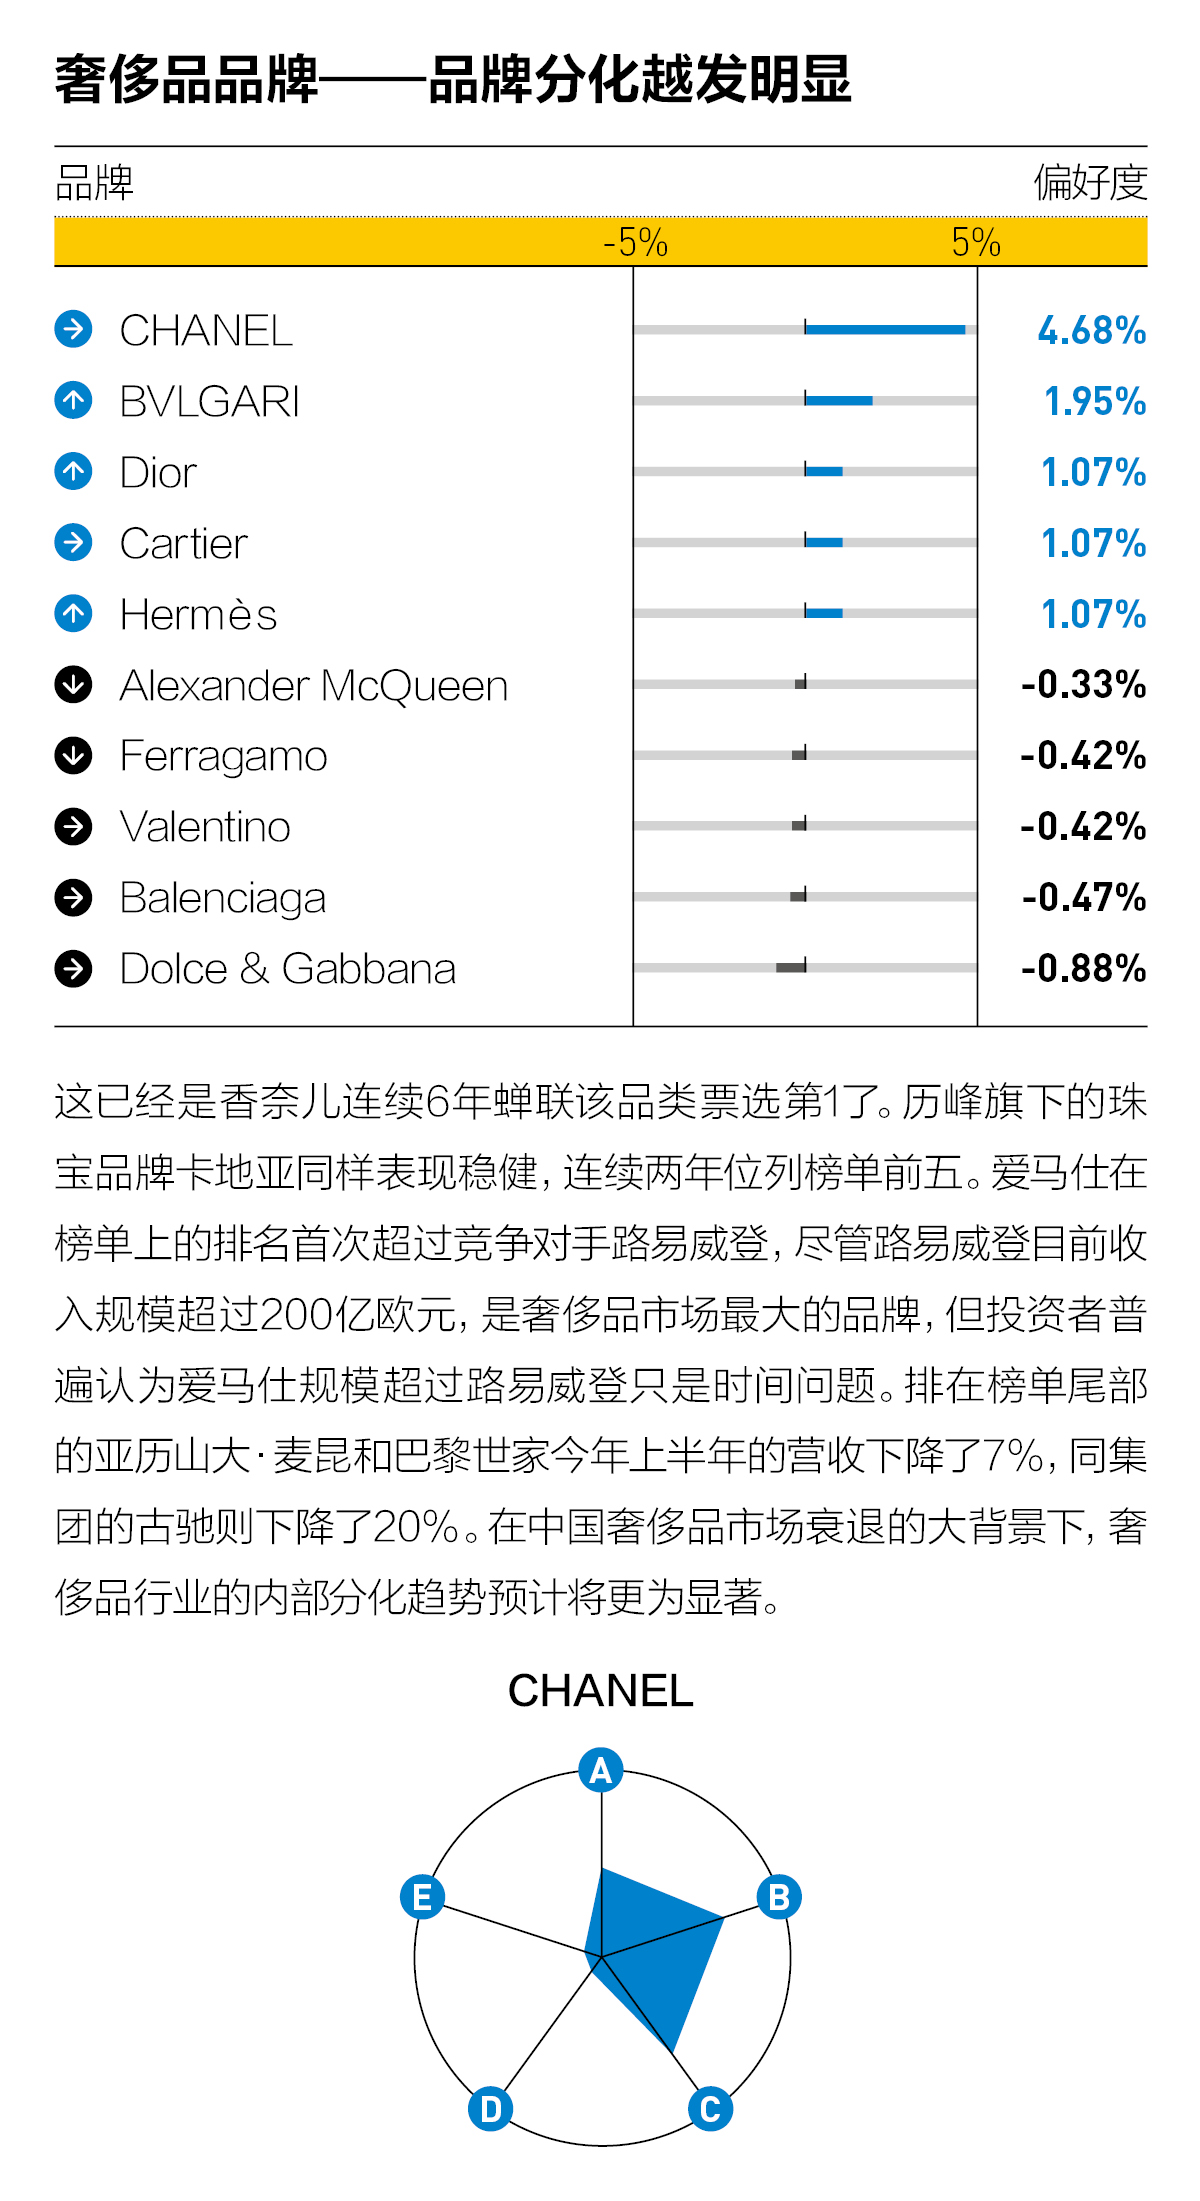 奢侈品品牌——品牌分化越发明显
品牌 偏好度
-5% 5%
CHANEL 4.68%
BVLGARI 1.95%
Dior 1.07%
Cartier 1.07%
Hermès 1.07%
Alexander McQueen -0.33%
Ferragamo -0.42%
Valentino -0.42%
Balenciaga -0.47%
Dolce & Gabbana -0.88%
这已经是香奈儿连续6年蝉联该品类票选第1了。历峰旗下的珠
宝品牌卡地亚同样表现稳健，连续两年位列榜单前五。爱马仕在
榜单上的排名首次超过竞争对手路易威登，尽管路易威登目前收
入规模超过200亿欧元，是奢侈品市场最大的品牌，但投资者普
遍认为爱马仕规模超过路易威登只是时间问题。排在榜单尾部
的亚历山大·麦昆和巴黎世家今年上半年的营收下降了7%，同集
团的古驰则下降了20%。在中国奢侈品市场衰退的大背景下，奢
侈品行业的内部分化趋势预计将更为显著。
CHANEL
A
B
E
D
C